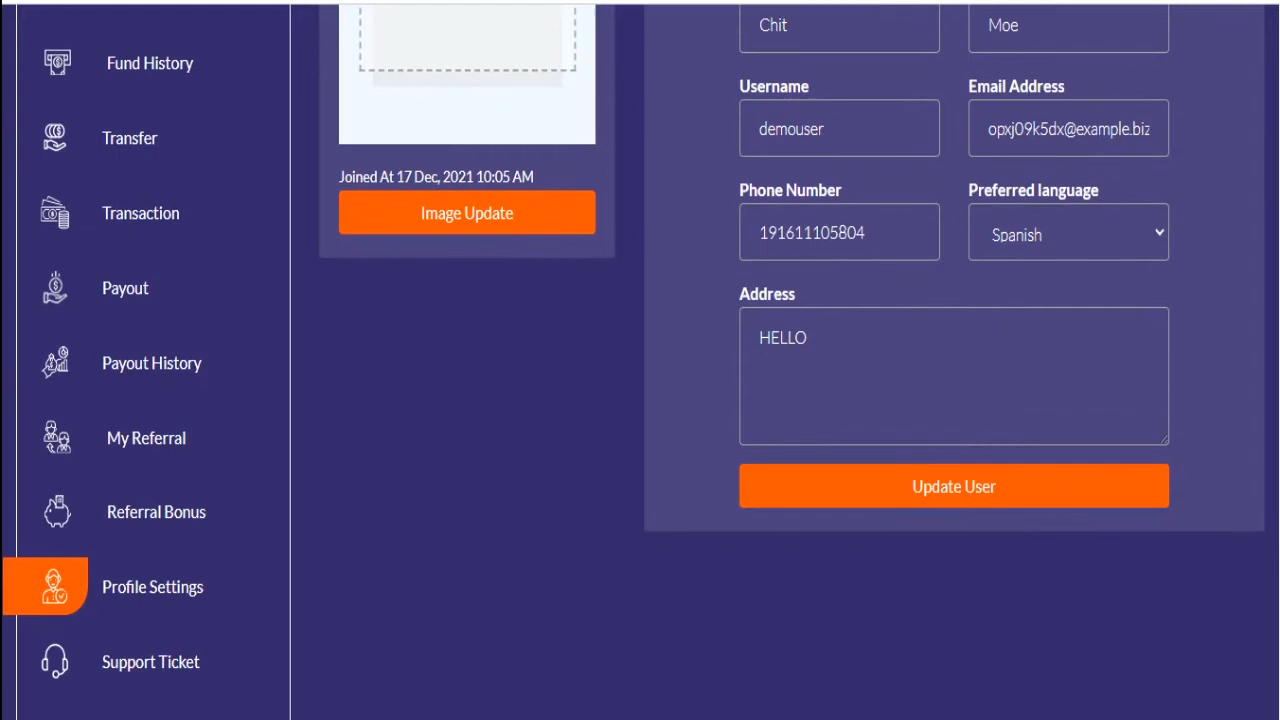 Fund History
Transfer
Transaction
Payout
Payout History
My Referral
Referral Bonus
Profile Settings
Support Ticket
Joined At 17 Dec, 2021 10:05 AM
Image Update
Chit
Moe
Username
Email Address
demouser
opxj09k5dx@example.biz
Phone Number
Preferred language
191611105804
Spanish
Address
HELLO
Update User